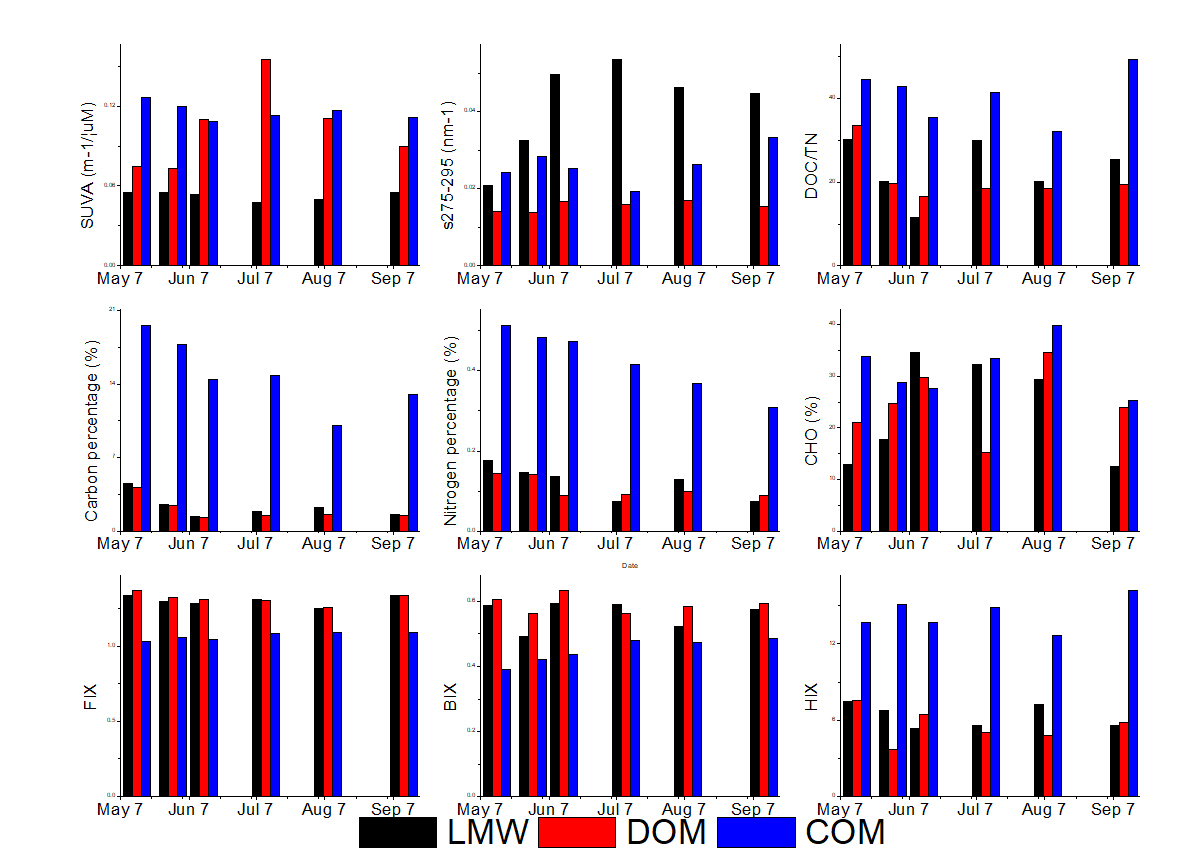 SUVA (m-1/¦uM)
0.12
0.06
0.00
May 7 Jun 7 Jul 7 Aug 7 Sep 7
s275-295 (nm-1)
0.04
0.02
0.00
May 7 Jun 7 Jul 7 Aug 7 Sep 7
DOC/TN
40
20
0
May 7 Jun 7 Jul 7 Aug 7 Sep 7
Carbon percentage (%)
21
14
7
0
May 7 Jun 7 Jul 7 Aug 7 Sep 7
Nitrogen percentage (%)
0.4
0.2
0.0
May 7 Jun 7 Jul 7 Aug 7 Sep 7
Date
CHO (%)
40
30
20
10
0
May 7 Jun 7 Jul 7 Aug 7 Sep 7
FIX
1.0
0.5
0.0
May 7 Jun 7 Jul 7 Aug 7 Sep 7
BIX
0.6
0.4
0.2
0.0
May 7 Jun 7 Jul 7 Aug 7 Sep 7
HIX
12
6
0
May 7 Jun 7 Jul 7 Aug 7 Sep 7
LMW DOM COM